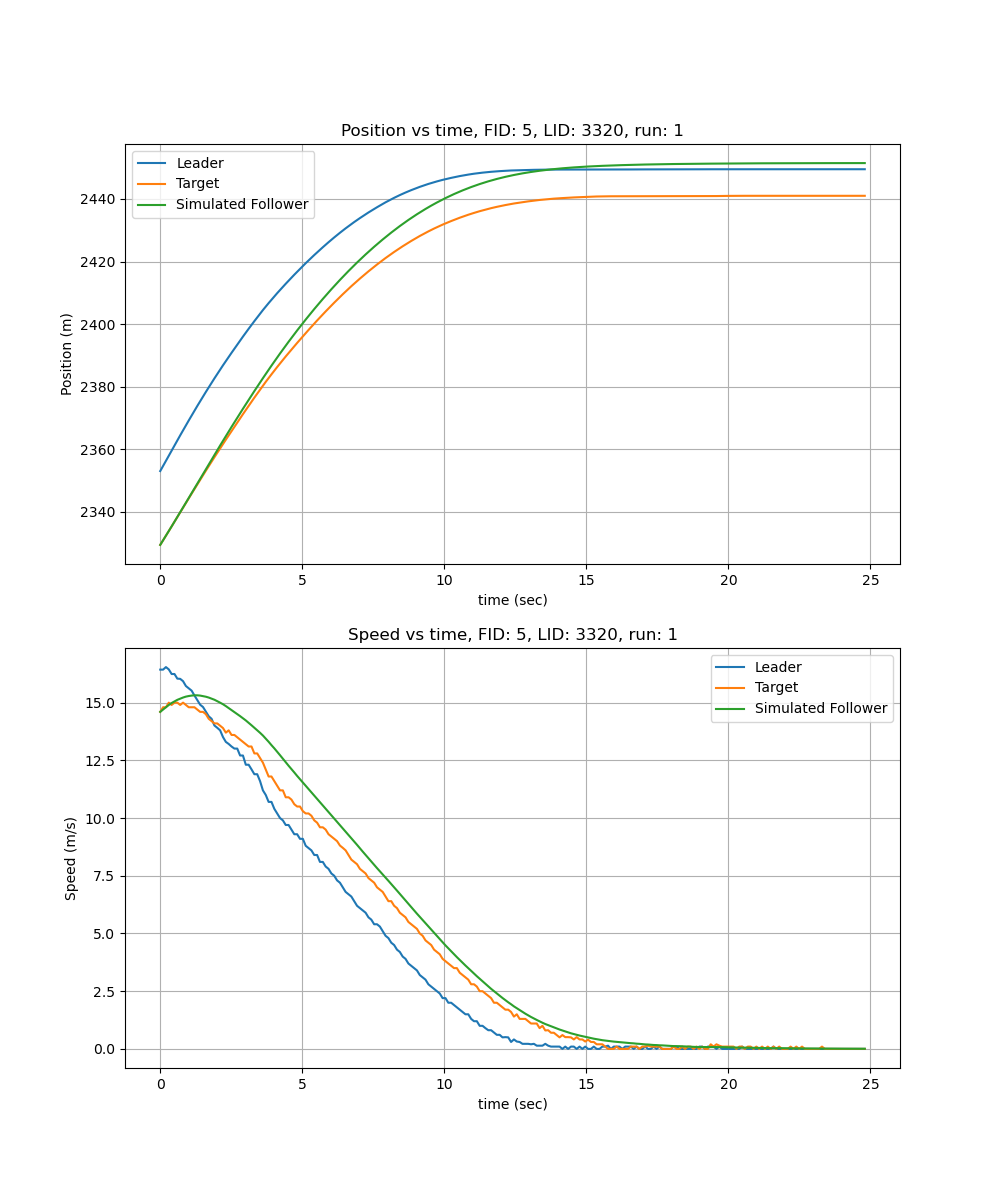 Position vs time, FID: 5, LID: 3320, run: 1
Leader
Target
Simulated Follower
2440
2420
2400
2380
2360
2340
Position (m)
0 5 10 15 20 25
time (sec)
Speed vs time, FID: 5, LID: 3320, run: 1
Leader
Target
Simulated Follower
15.0
12.5
10.0
7.5
5.0
2.5
0.0
Speed (m/s)
0 5 10 15 20 25
time (sec)